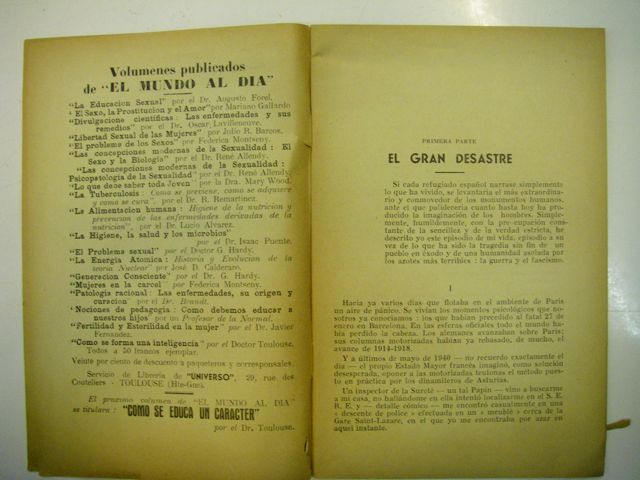 Volumenes publicados
de "EL MUNDO AL DIA"
"La Educacion Sexual" por el Dr. Augusto Forel.
"El Sexo, la Prostitucion y el Amor" por Mariano Gallardo
"Divulgaciones cientificas: Las enfermedades y sus
remedios" por el Dr. Oscar Lavilleneuve.
"Libertad Sexual de las Mujeres" por Julio R. Barcos.
"El problema de los Sexos" por Federica Montseny.
"Las concepciones modernas de la Sexualidad: El
Sexo y la Biologia" por el Dr. René Allendy.
"Las concepciones modernas de la Sexualidad:
Psicopatologia de la Sexualidad" por el Dr. René Allendy.
"Lo que debe saber toda Joven" por la Dra. Mary Wood.
"La Tuberculosis: Como se previene, como se adquiere
y como se cura", por el Dr. R. Remartinez.
"La Alimentacion humana: Higiene de la nutricion y
prevencion de las enfermedades derivadas de la
nutricion", por el Dr. Lucio Alvarez.
"La Higiene, la salud y los microbios"
por el Dr. Isaac Puente.
"El Problema sexual" por el Doctor G. Hardy.
"La Energia Atomica: Historia y Evolucion de la
teoria Nuclear" por José D. Calderaro.
"Generacion Consciente" por el Dr. G. Hardy.
"Mujeres en la carcel" por Federica Montseny.
"Patologia racional: Las enfermedades, su origen y
curacion" por el Dr. Brandt.
"Nociones de pedagogia: Como debemos educar a
nuestros hijos" por un Profesor de la Normal.
"Fertilidad y Esterilidad en la mujer" por el Dr. Javier
Fernandez.
"Como se forma una inteligencia" por el Doctor Toulouse.
Todos a 50 francos ejemplar.
Veinte por ciento de descuento a paqueteros y corresponsales.
Servicio de Libreria de "UNIVERSO", 29, rue des
Couteliers - TOULOUSE (Hte-Gne).
El proximo volumen de "EL MUNDO AL DIA"
se titulara: "COMO SE EDUCA UN CARACTER"
por el Dr. Toulouse.
PRIMERA PARTE
EL GRAN DESASTRE
Si cada refugiado español narrase simplemente
lo que ha vivido, se levantaria el más extraordina-
rio y conmovedor de los monumentos humanos,
ante el que palideceria cuanto hasta hoy ha pro-
ducido la imaginación de los hombres. Simple-
mente, humildemente, con la pre-ocupación cons-
tante de la sencillez y de la verdad estricta, he
descrito yo este episodio de mi vida, episodio a su
vez de lo que ha sido la tragedia sin fin de un
pueblo en éxodo y de una humanidad asolada por
los azotes más terribles: la guerra y el fascismo.
I
Hacia ya varios dias que flotaba en el ambiente de Paris
un aire de pánico. Se vivian los momentos psicológicos que no-
sotros ya conociamos: los que habian precedido al fatal 27 de
enero en Barcelona. En las esferas oficiales todo el mundo ha-
bia perdido la cabeza. Los alemanes avanzaban sobre Paris;
sus columnas motorizadas habian ya rebasado, de mucho, el
avance de 1914-1918.
Y a últimos de mayo de 1940 — no recuerdo exactamente el
dia — el propio Estado Mayor francés imaginó, como solución
desesperada, oponer a las motorizadas teutonas el método pues-
to en práctica por los dinamiteros de Asturias.
Un inspector de la Sureté — un tal Papin — vino a buscarme
a mi casa, no hallándome en ella intentó localizarme en el S. E.
R. E. y — detalle cómico — me encontró casualmente en una
« descente de police » efectuada en un « meublé » cerca de la
Gare Saint-Lazare, en el que yo me encontraba por azar en
aquel instante.